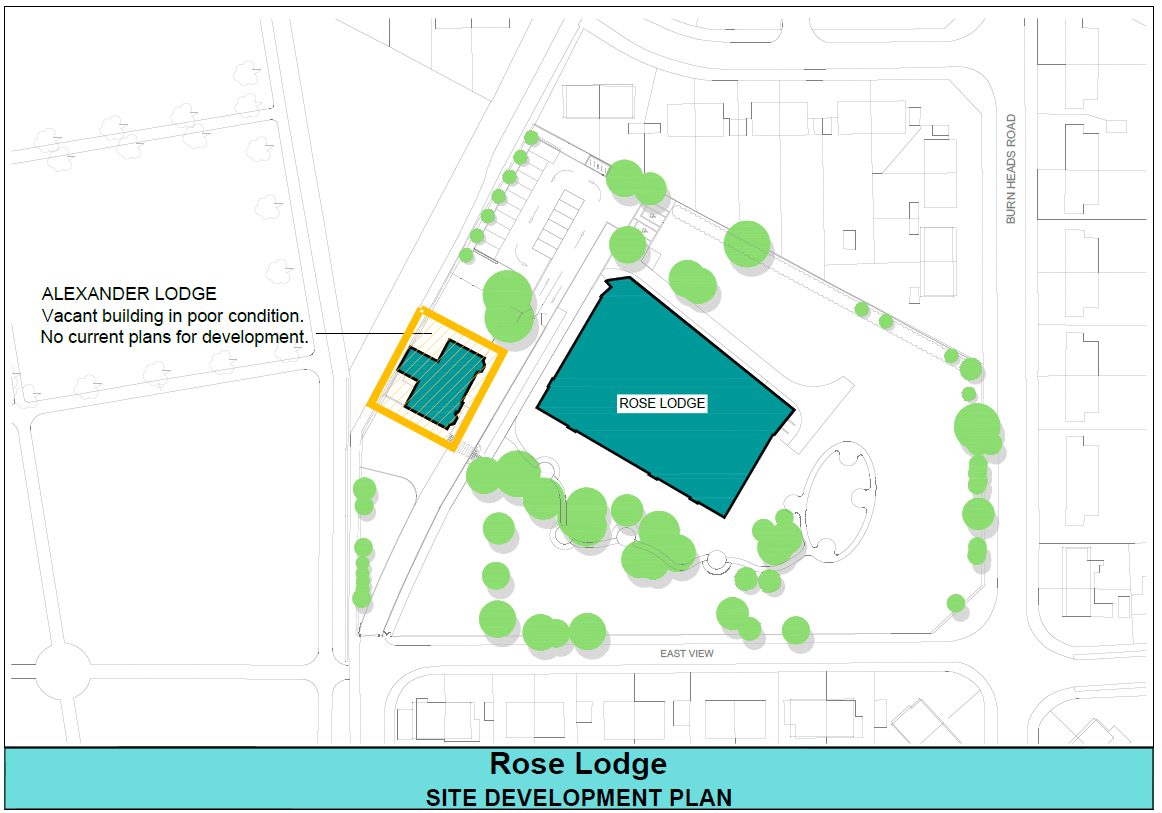 BURN HEADS ROAD
P
P
ALEXANDER LODGE
Vacant building in poor condition.
No current plans for development.
ROSE LODGE
EAST VIEW
Rose Lodge
SITE DEVELOPMENT PLAN